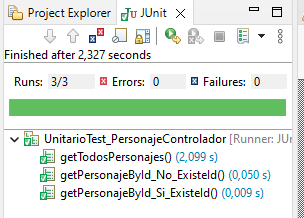 Project Explorer
JUnit
Finished after 2,327 seconds
Runs: 3/3
Errors: 0
Failures: 0
UnitarioTest_PersonajeControlador [Runner: JU
getTodosPersonajes() (2,099 s)
getPersonajeById_No_ExisteId() (0,050 s)
getPersonajeById_Si_ExisteId() (0,009 s)